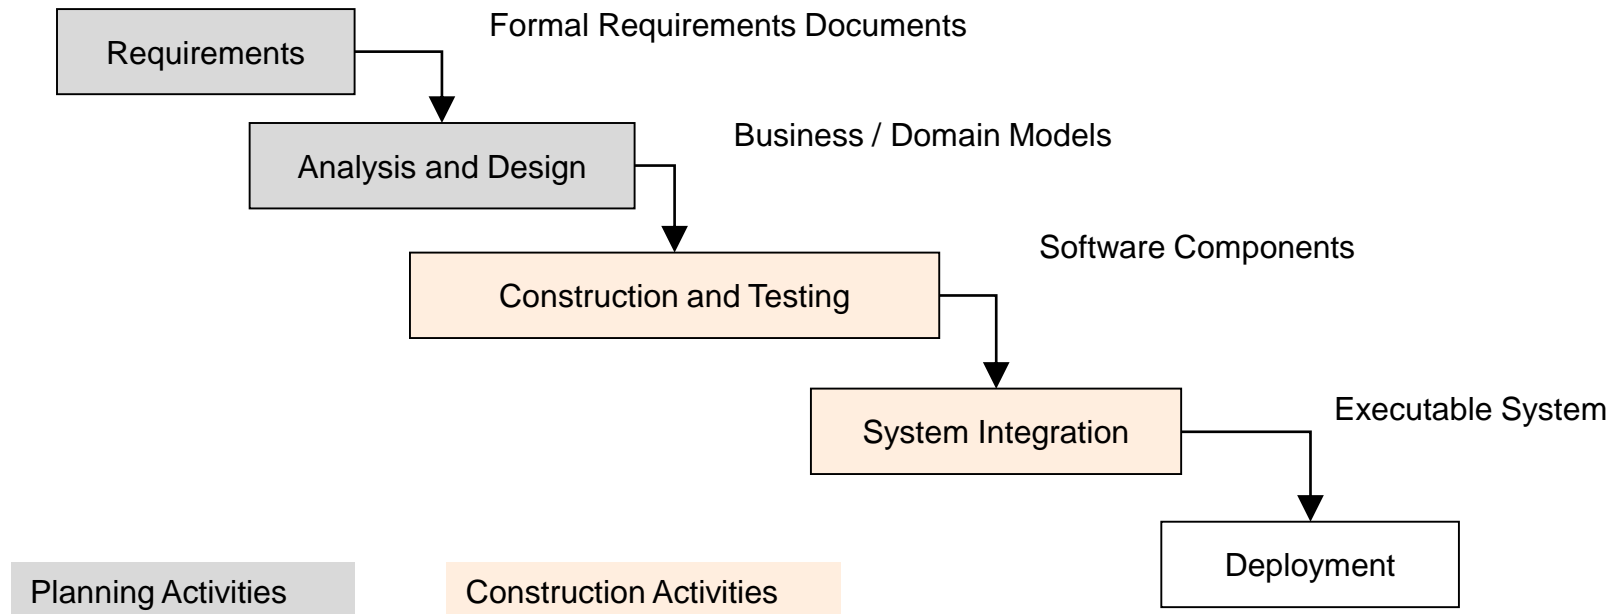 Formal Requirements Documents
Requirements
Business / Domain Models
Analysis and Design
Software Components
Construction and Testing
Executable System
System Integration
Deployment
Planning Activities
Construction Activities